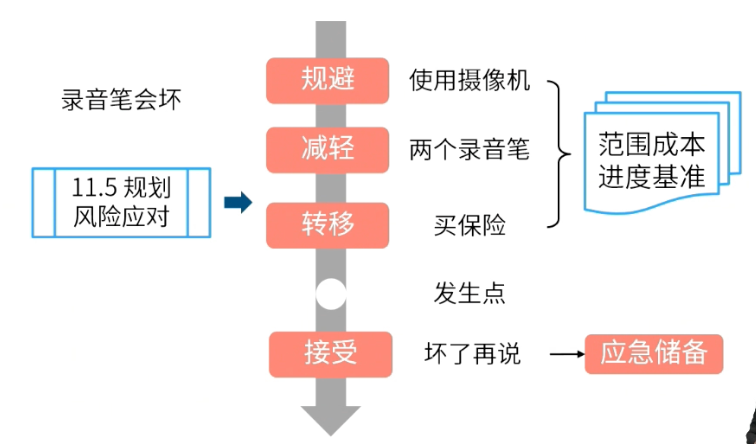 规避
使用摄像机
录音笔会坏
减轻
两个录音笔
范围成本
进度基准
11.5 规划
风险应对
转移
买保险
发生点
接受
坏了再说
应急储备